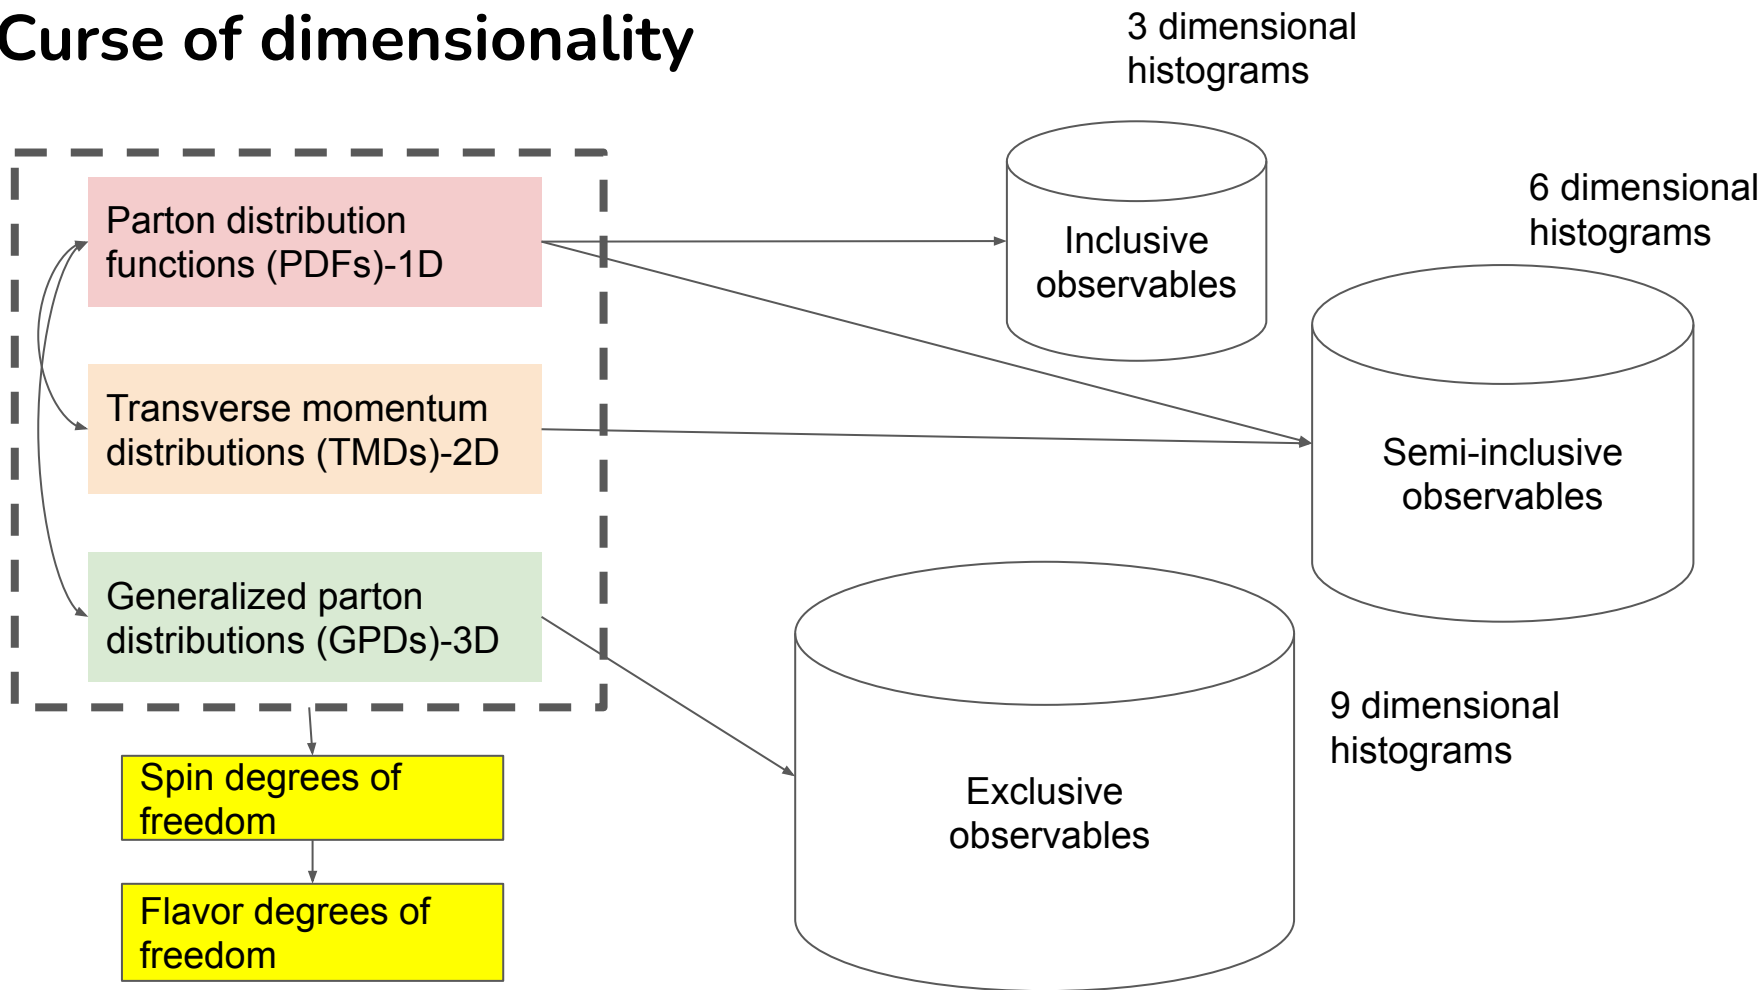 Curse of dimensionality
3 dimensional
histograms
6 dimensional
histograms
Parton distribution
functions (PDFs)-1D
Inclusive
observables
Transverse momentum
distributions (TMDs)-2D
Semi-inclusive
observables
Generalized parton
distributions (GPDs)-3D
9 dimensional
histograms
Exclusive
observables
Spin degrees of
freedom
Flavor degrees of
freedom